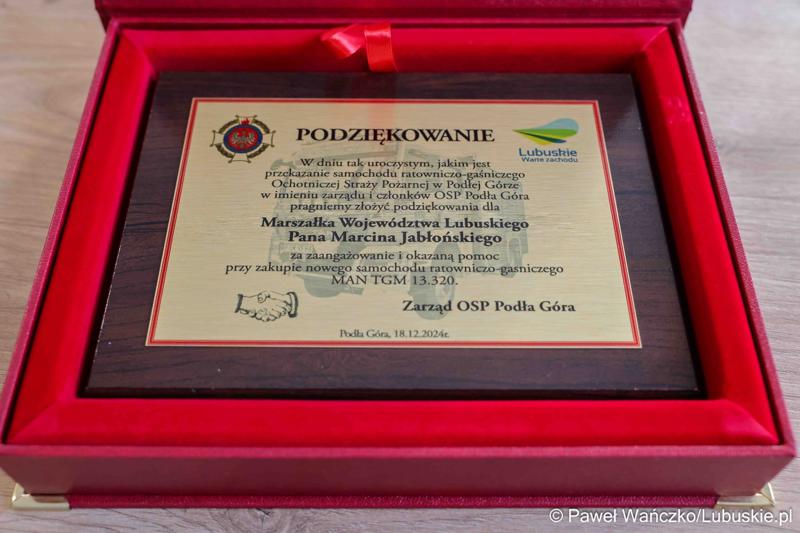 PODZIĘKOWANIE
Lubuskie
Warte zachodu
W dniu tak uroczystym, jakim jest
przekazanie samochodu ratowniczo-gaśniczego
Ochotniczej Straży Pożarnej w Podłej Górze
w imieniu zarządu i członków OSP Podła Góra
pragniemy złożyć podziękowania dla
Marszałka Województwa Lubuskiego
Pana Marcina Jabłońskiego
za zaangażowanie i okazaną pomoc
przy zakupie nowego samochodu ratowniczo-gaśniczego
MAN TGM 13.320.
Zarząd OSP Podła Góra
Podła Góra, 18.12.2024r.
© Paweł Wańczko/Lubuskie.pl